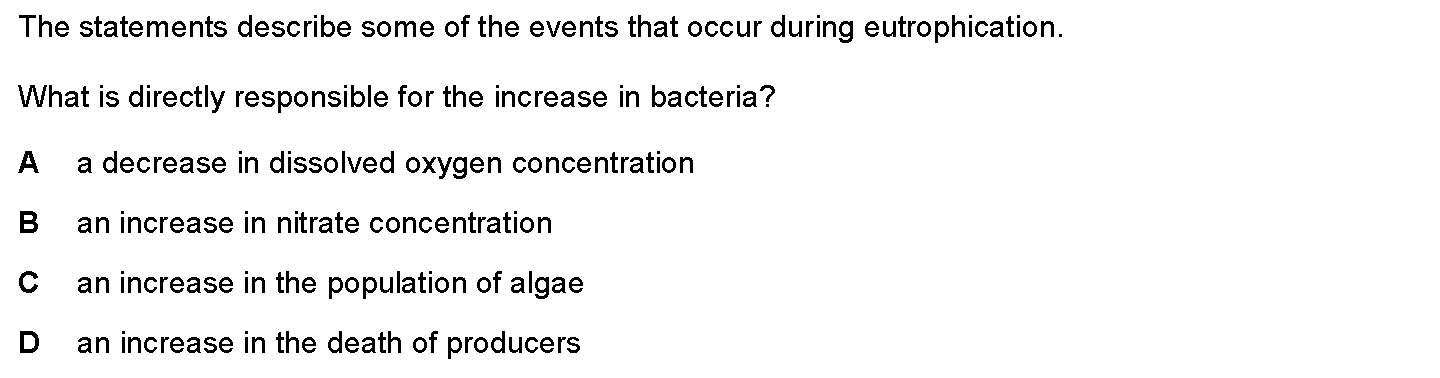 The statements describe some of the events that occur during eutrophication.
What is directly responsible for the increase in bacteria?
A a decrease in dissolved oxygen concentration
B an increase in nitrate concentration
C an increase in the population of algae
D an increase in the death of producers